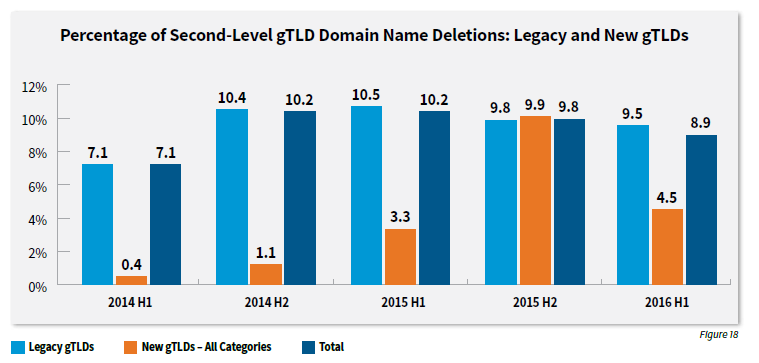 Percentage of Second-Level gTLD Domain Name Deletions: Legacy and New gTLDs
12%
10%
8%
6%
4%
2%
0%
7.1
0.4
7.1
10.4
1.1
10.2
10.5
3.3
10.2
9.8
9.9
9.8
9.5
4.5
8.9
2014 H1
2014 H2
2015 H1
2015 H2
2016 H1
Figure 18
Legacy gTLDs
New gTLDs – All Categories
Total